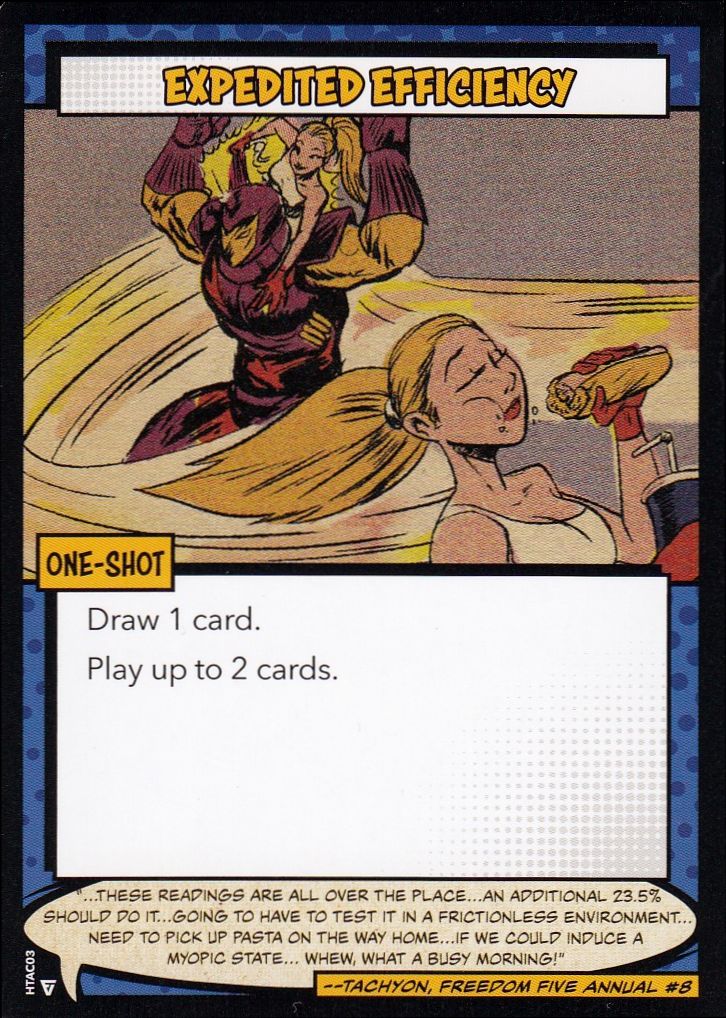 EXPEDITED EFFICIENCY
ONE-SHOT
Draw 1 card.
Play up to 2 cards.
"...THESE READINGS ARE ALL OVER THE PLACE...AN ADDITIONAL 23.5%
SHOULD DO IT...GOING TO HAVE TO TEST IT IN A FRICTIONLESS ENVIRONMENT...
NEED TO PICK UP PASTA ON THE WAY HOME...IF WE COULD INDUCE A
MYOPIC STATE... WHEW, WHAT A BUSY MORNING!"
--TACHYON, FREEDOM FIVE ANNUAL #8
HTAC03